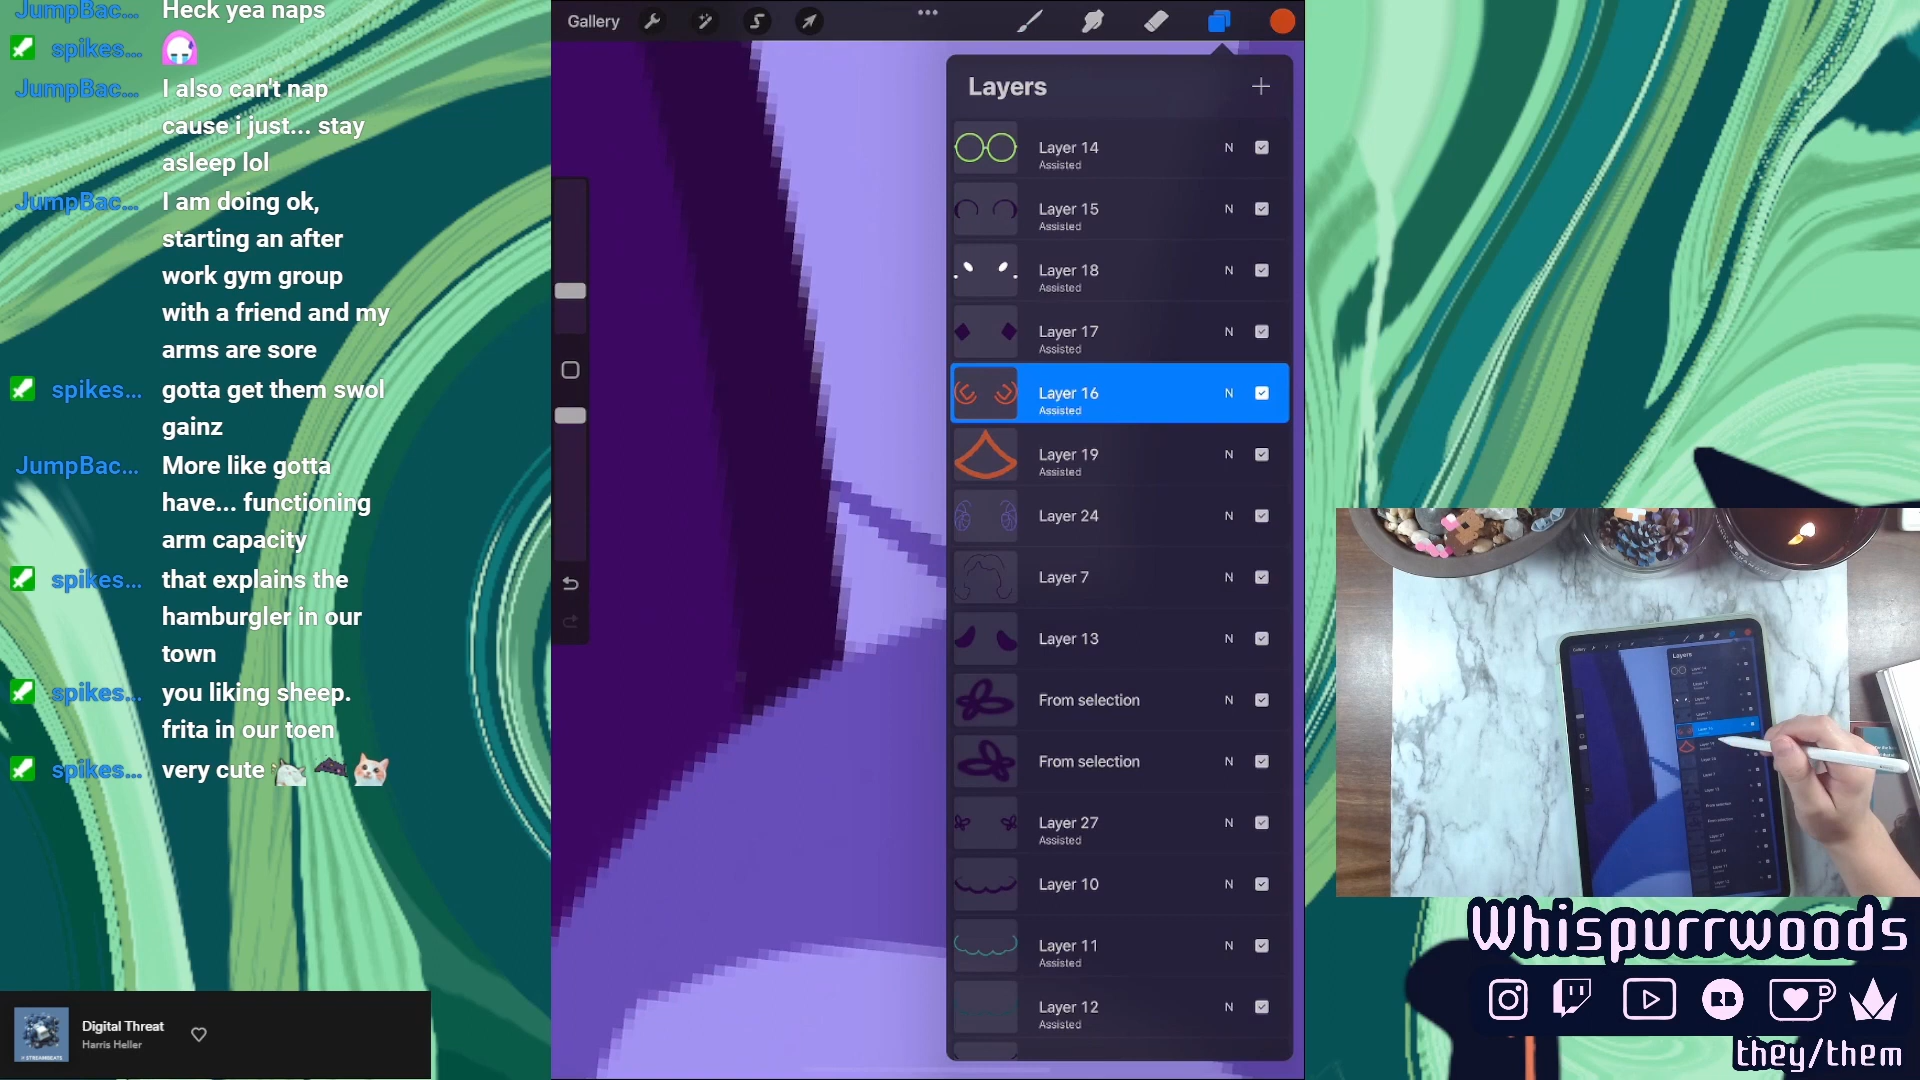 JumpBac... Heck yea naps
spikes...
JumpBac... I also can't nap
cause i just... stay
asleep lol
JumpBac... I am doing ok,
starting an after
work gym group
with a friend and my
arms are sore
spikes... gotta get them swol
gainz
JumpBac... More like gotta
have... functioning
arm capacity
spikes... that explains the
hamburgler in our
town
spikes... you liking sheep.
frita in our toen
spikes... very cute
Digital Threat
Harris Heller
STREAMBEATS
Gallery
Layers
Layer 14 N
Assisted
Layer 15 N
Assisted
Layer 18 N
Assisted
Layer 17 N
Assisted
Layer 16 N
Assisted
Layer 19 N
Assisted
Layer 24 N
Layer 7 N
Layer 13 N
From selection N
From selection N
Layer 27 N
Assisted
Layer 10 N
Layer 11 N
Assisted
Layer 12 N
Assisted
Whispurrwoods
RB
they/them